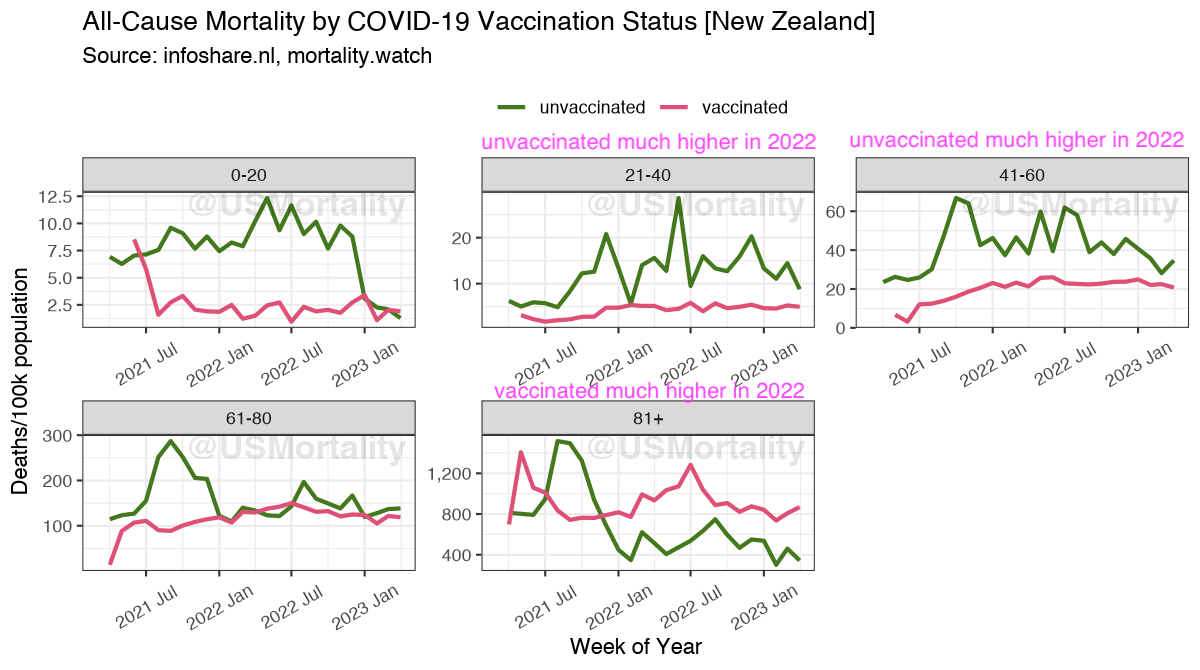 All-Cause Mortality by COVID-19 Vaccination Status [New Zealand]
Source: infoshare.nl, mortality.watch
unvaccinated vaccinated
unvaccinated much higher in 2022
unvaccinated much higher in 2022
0-20
21-40
41-60
@USMortality
@USMortality
@USMortality
12.5
10.0
7.5
5.0
2.5
20
10
60
40
20
0
2021 Jul
2022 Jan
2022 Jul
2023 Jan
2021 Jul
2022 Jan
2022 Jul
2023 Jan
2021 Jul
2022 Jan
2022 Jul
2023 Jan
Deaths/100k population
vaccinated much higher in 2022
61-80
81+
@USMortality
@USMortality
300
200
100
1,200
800
400
2021 Jul
2022 Jan
2022 Jul
2023 Jan
2021 Jul
2022 Jan
2022 Jul
2023 Jan
Week of Year